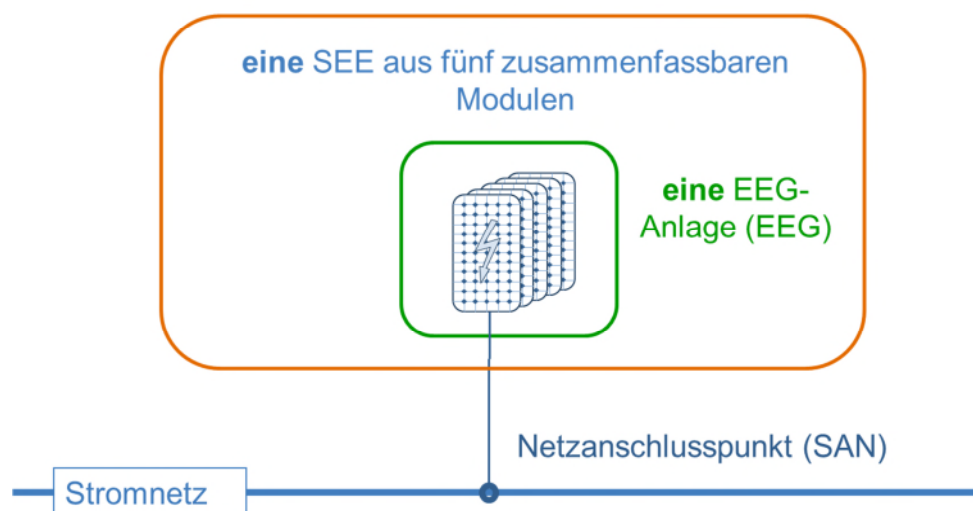 eine SEE aus fünf zusammenfassbaren
Modulen
eine EEG-
Anlage (EEG)
Netzanschlusspunkt (SAN)
Stromnetz